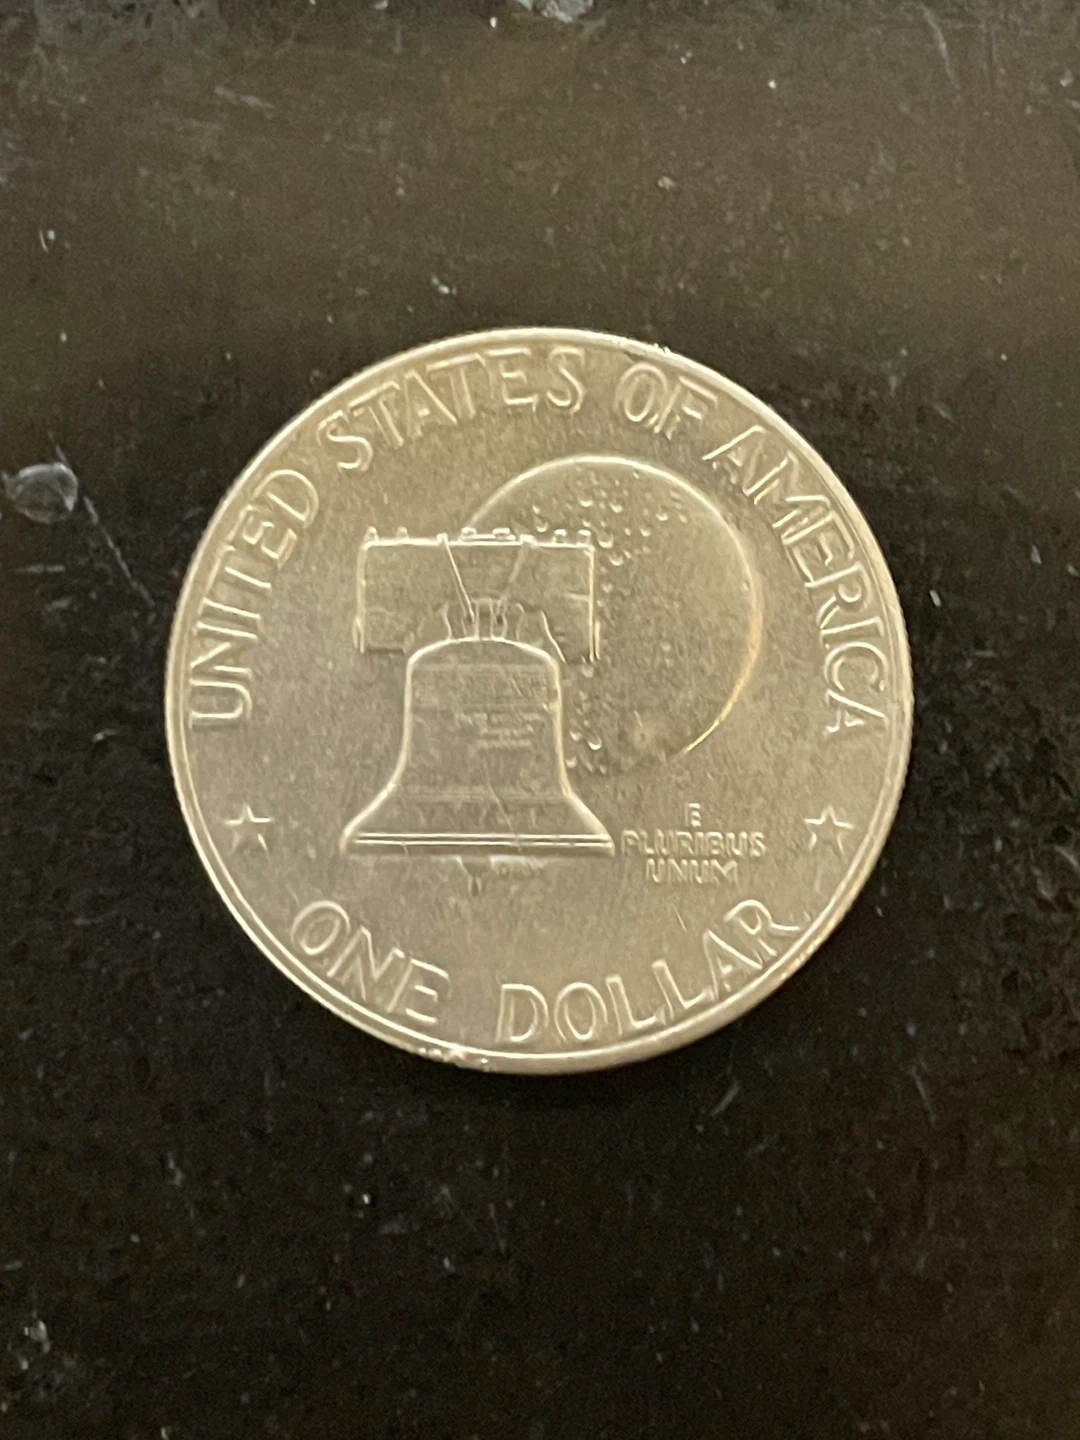 UNITED STATES OF AMERICA
E
PLURIBUS
UNUM
ONE DOLLAR